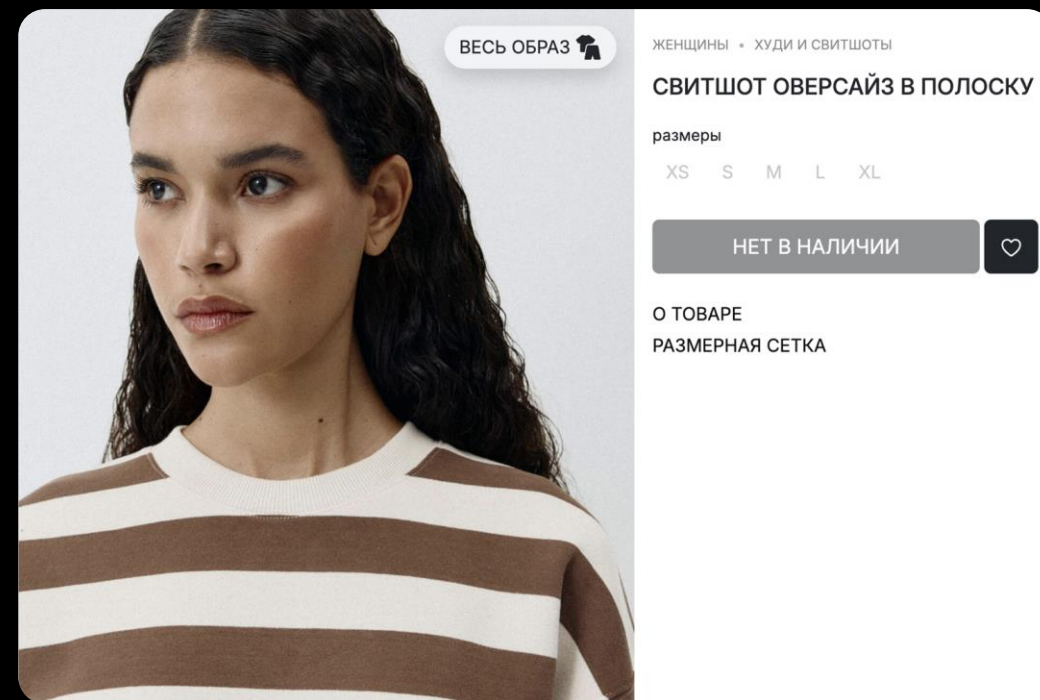 ВЕСЬ ОБРАЗ
ЖЕНЩИНЫ • ХУДИ И СВИТШОТЫ
СВИТШОТ ОВЕРСАЙЗ В ПОЛОСКУ
размеры
XS S M L XL
НЕТ В НАЛИЧИИ
О ТОВАРЕ
РАЗМЕРНАЯ СЕТКА